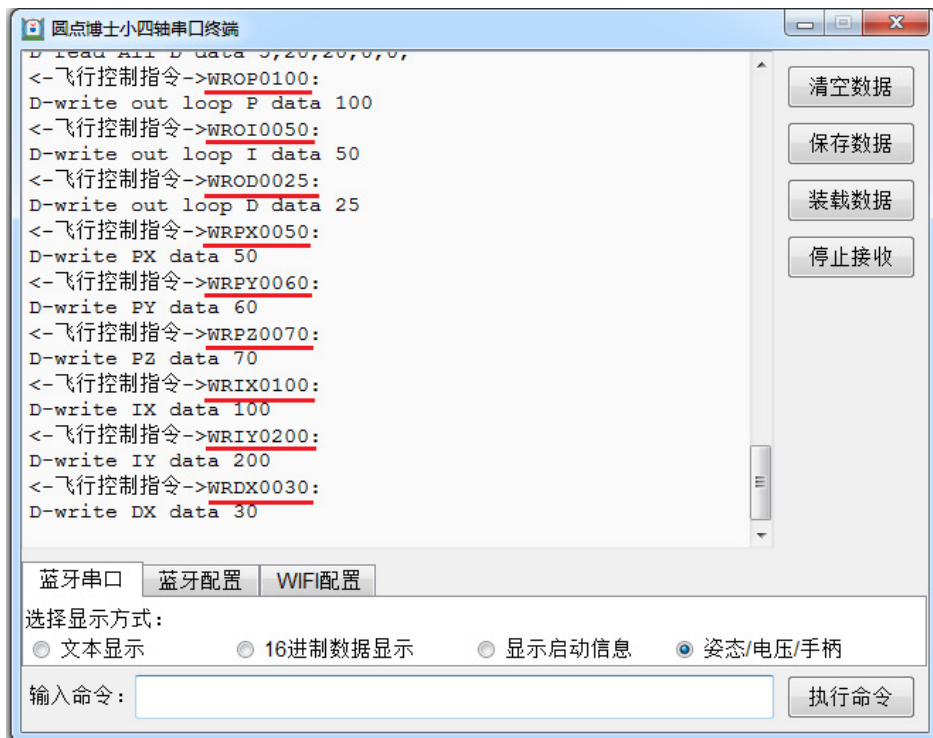 圆点博士小四轴串口终端
D read All D data 5,20,20,0,0,
<-飞行控制指令->WROP0100:
D-write out loop P data 100
<-飞行控制指令->WROI0050:
D-write out loop I data 50
<-飞行控制指令->WROD0025:
D-write out loop D data 25
<-飞行控制指令->WRPX0050:
D-write PX data 50
<-飞行控制指令->WRPY0060:
D-write PY data 60
<-飞行控制指令->WRPZ0070:
D-write PZ data 70
<-飞行控制指令->WRIX0100:
D-write IX data 100
<-飞行控制指令->WRIY0200:
D-write IY data 200
<-飞行控制指令->WRDX0030:
D-write DX data 30
清空数据
保存数据
装载数据
停止接收
蓝牙串口 蓝牙配置 WIFI配置
选择显示方式:
文本显示 16进制数据显示 显示启动信息 姿态/电压/手柄
输入命令: 执行命令